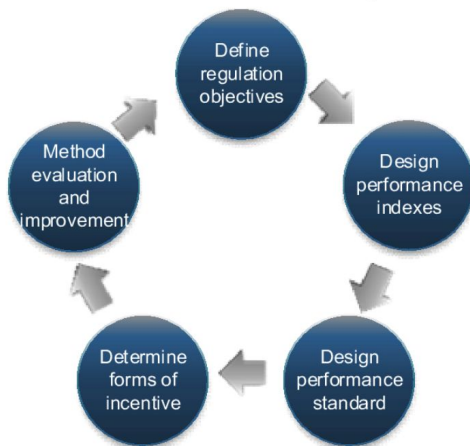 Define
regulation
objectives
Design
performance
indexes
Design
performance
standard
Determine
forms of
incentive
Method
evaluation
and
improvement